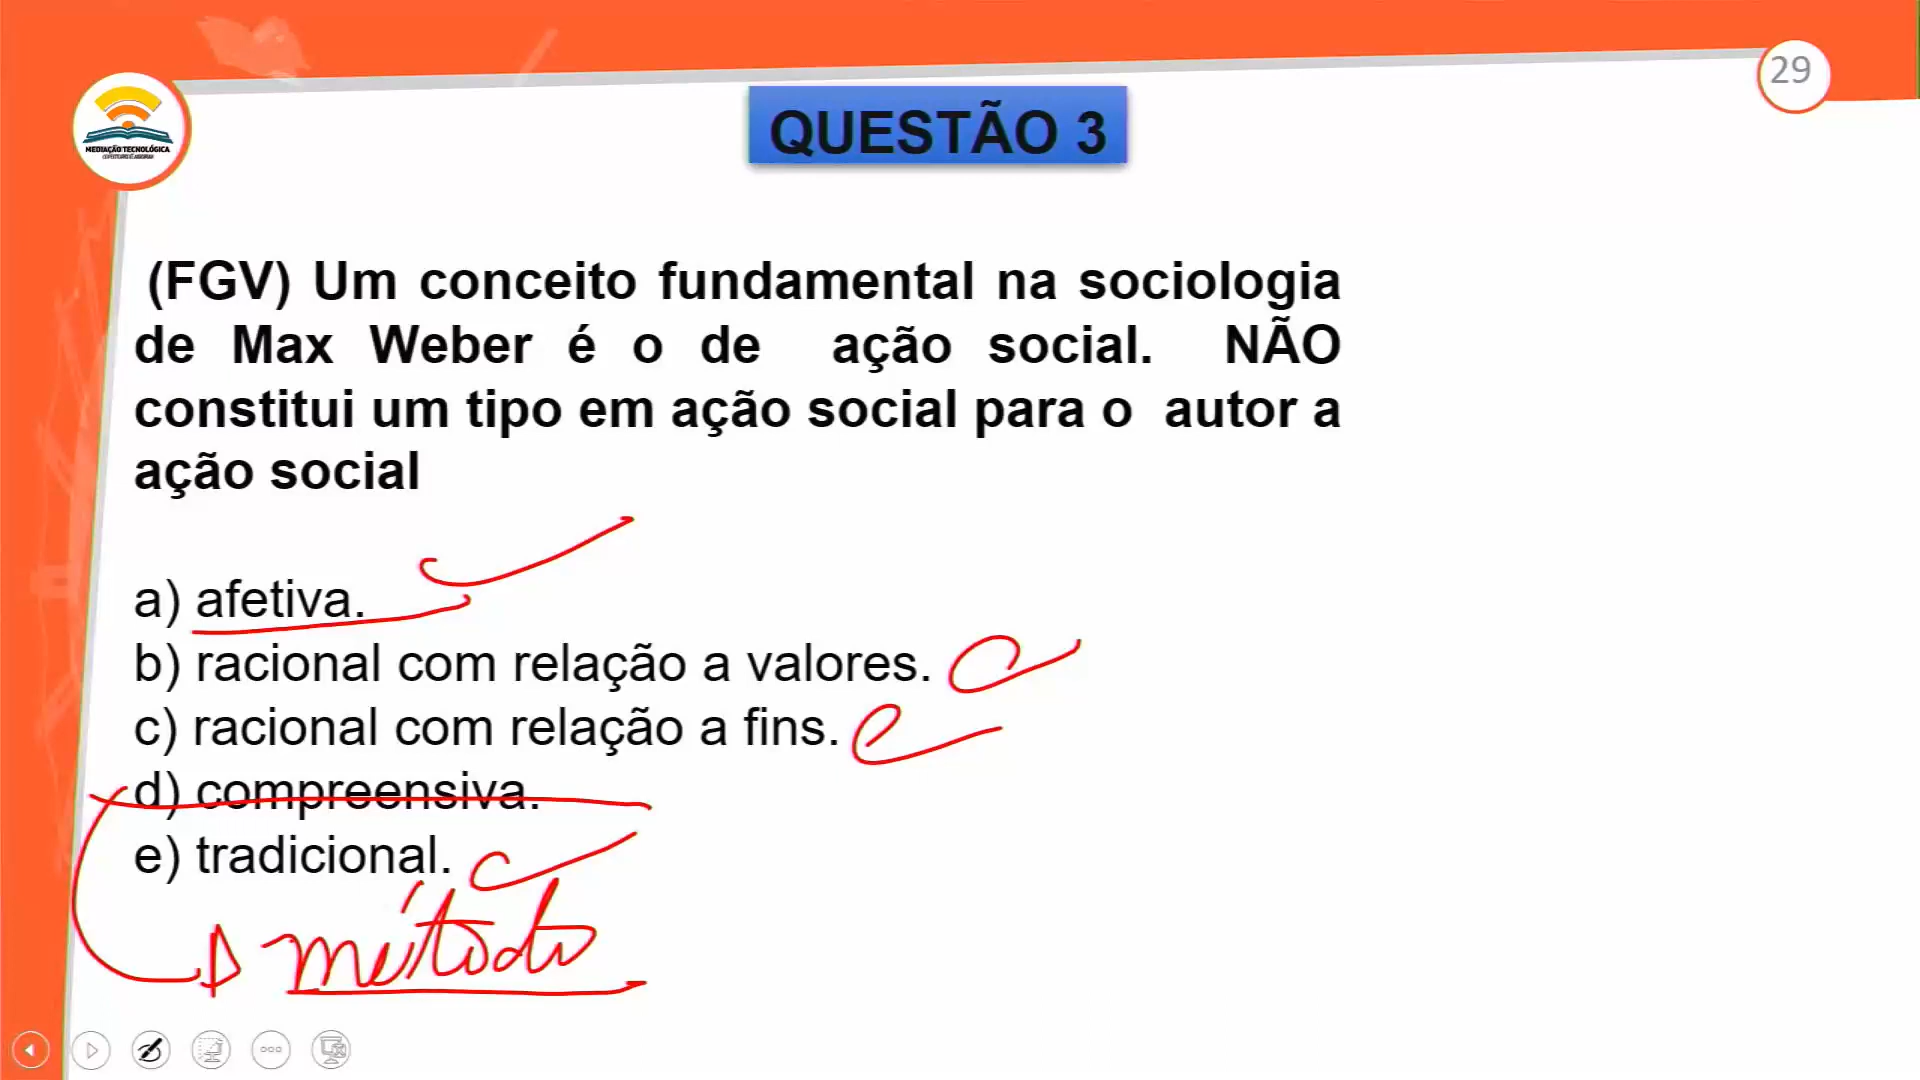 29
MEDIAÇÃO TECNOLÓGICA
QUESTÃO 3
(FGV) Um conceito fundamental na sociologia
de Max Weber é o de ação social. NÃO
constitui um tipo em ação social para o autor a
ação social
a) afetiva.
b) racional com relação a valores.
c) racional com relação a fins.
d) compreensiva.
e) tradicional.
método